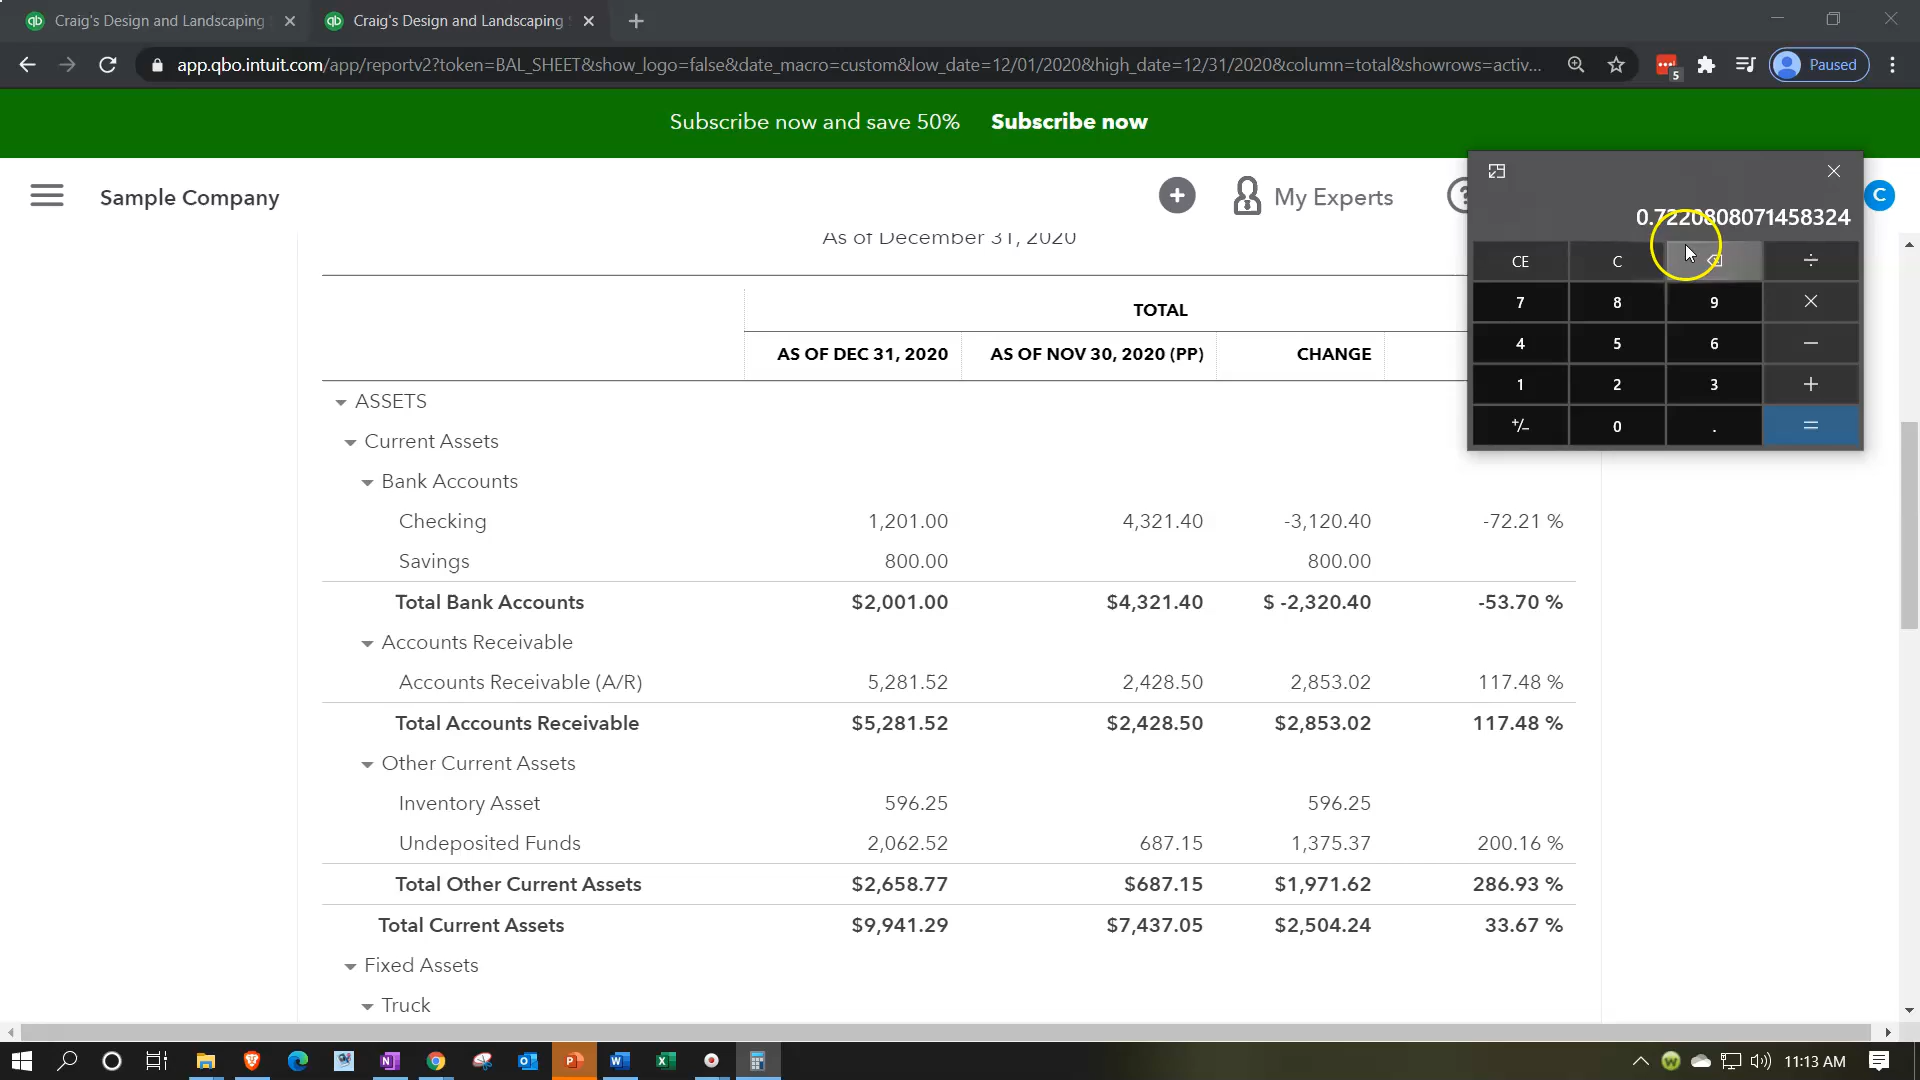 Craig's Design and Landscaping
Craig's Design and Landscaping
app.qbo.intuit.com/app/reportv2?token=BAL_SHEET&show_logo=false&date_macro=custom&low_date=12/01/2020&high_date=12/31/2020&column=total&showrows=activ...
5
Paused
Subscribe now and save 50% Subscribe now
Sample Company
My Experts
?
C
0.7220808071458324
CE C ÷
7 8 9 ×
4 5 6 −
1 2 3 +
+/− 0 . =
As of December 31, 2020
TOTAL
AS OF DEC 31, 2020 AS OF NOV 30, 2020 (PP) CHANGE
ASSETS
Current Assets
Bank Accounts
Checking 1,201.00 4,321.40 -3,120.40 -72.21 %
Savings 800.00 800.00
Total Bank Accounts $2,001.00 $4,321.40 $ -2,320.40 -53.70 %
Accounts Receivable
Accounts Receivable (A/R) 5,281.52 2,428.50 2,853.02 117.48 %
Total Accounts Receivable $5,281.52 $2,428.50 $2,853.02 117.48 %
Other Current Assets
Inventory Asset 596.25 596.25
Undeposited Funds 2,062.52 687.15 1,375.37 200.16 %
Total Other Current Assets $2,658.77 $687.15 $1,971.62 286.93 %
Total Current Assets $9,941.29 $7,437.05 $2,504.24 33.67 %
Fixed Assets
Truck
11:13 AM